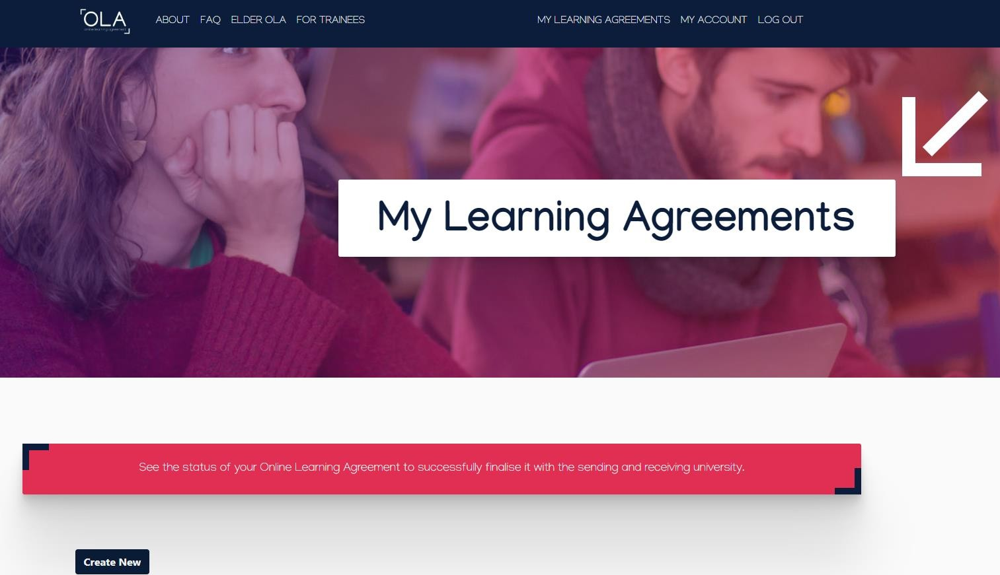 OLA
online learning agreement
ABOUT FAQ ELDER OLA FOR TRAINEES MY LEARNING AGREEMENTS MY ACCOUNT LOG OUT
My Learning Agreements
See the status of your Online Learning Agreement to successfully finalise it with the sending and receiving university.
Create New